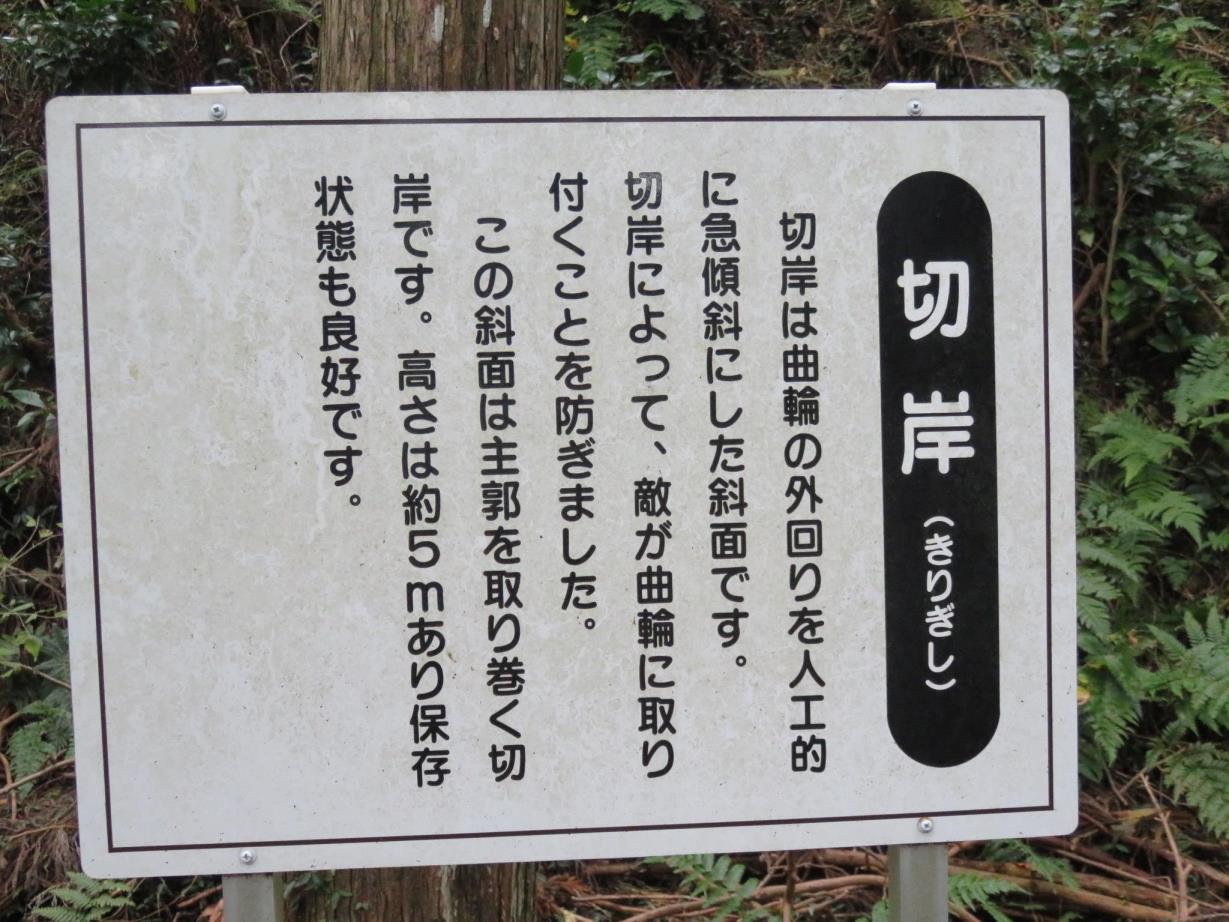 切岸(きりぎし)
切岸は曲輪の外回りを人工的
に急傾斜にした斜面です。
切岸によって、敵が曲輪に取り
付くことを防ぎました。
この斜面は主郭を取り巻く切
岸です。高さは約5mあり保存
状態も良好です。